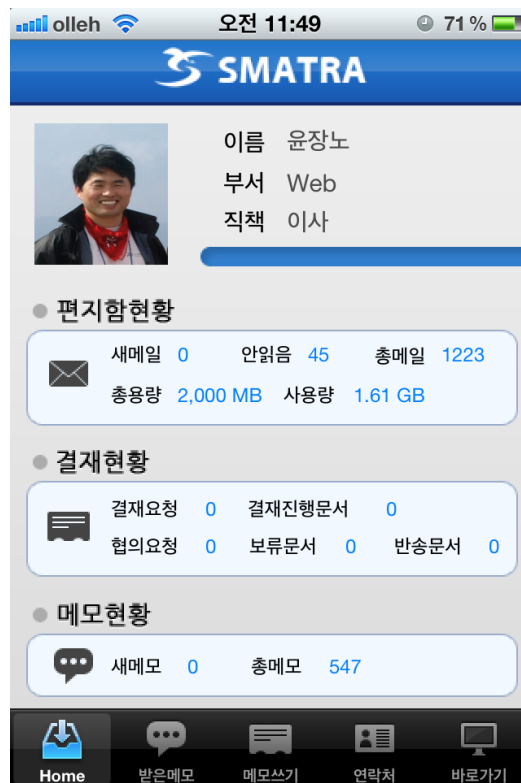 olleh 오전 11:49 71 %
SMATRA
이름 윤장노
부서 Web
직책 이사
편지함현황
새메일 0 안읽음 45 총메일 1223
총용량 2,000 MB 사용량 1.61 GB
결재현황
결재요청 0 결재진행문서 0
협의요청 0 보류문서 0 반송문서 0
메모현황
새메모 0 총메모 547
Home 받은메모 메모쓰기 연락처 바로가기